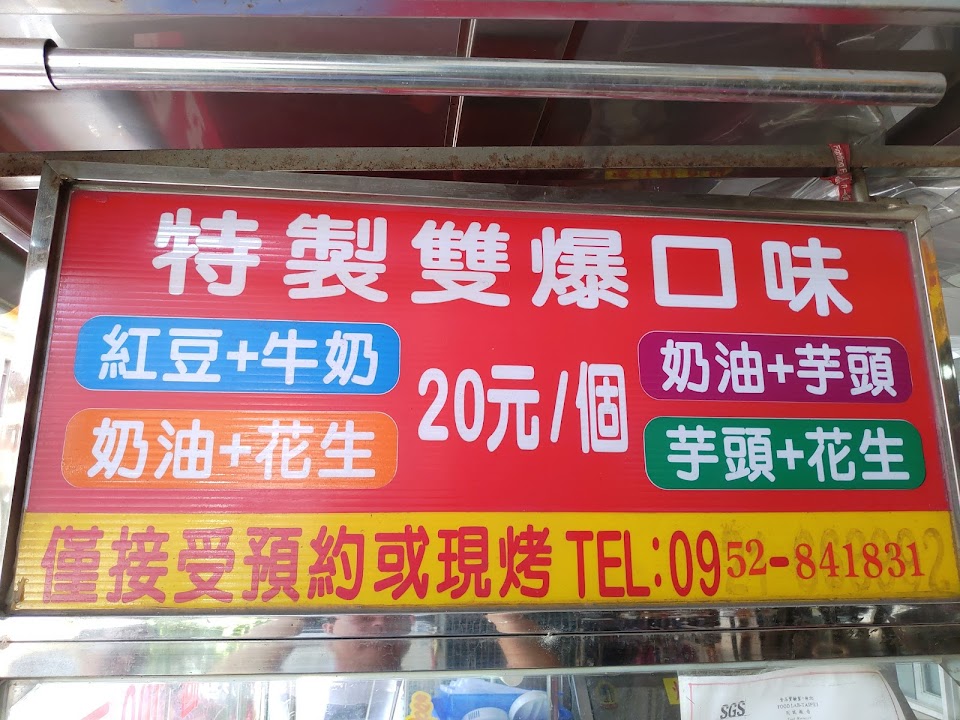 特製雙爆口味
紅豆+牛奶
奶油+芋頭
20元/個
奶油+花生
芋頭+花生
僅接受預約或現烤 TEL:0952-841831
SGS